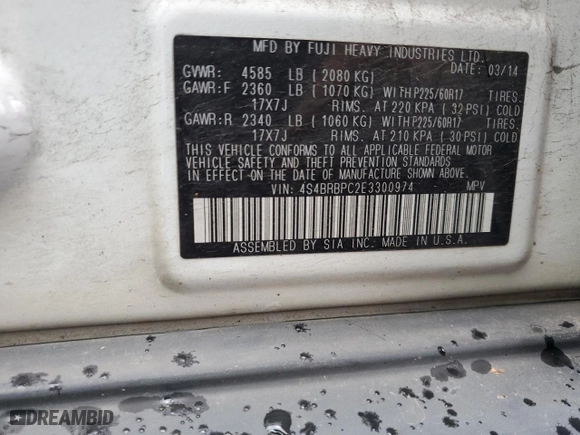 MFD BY FUJI HEAVY INDUSTRIES LTD.
DATE: 03/14
GVWR: 4585 LB ( 2080 KG)
GAWR:F 2360 LB ( 1070 KG) WITH P225/60R17 TIRES.
17X7J RIMS. AT 220 KPA ( 32 PSI) COLD
GAWR:R 2340 LB ( 1060 KG) WITH P225/60R17 TIRES.
17X7J RIMS. AT 210 KPA ( 30 PSI) COLD
THIS VEHICLE CONFORMS TO ALL APPLICABLE FEDERAL MOTOR
VEHICLE SAFETY AND THEFT PREVENTION STANDARDS
IN EFFECT ON THE DATE OF MANUFACTURE SHOWN ABOVE.
VIN: 4S4BRBPC2E3300974 MPV
ASSEMBLED BY SIA INC. MADE IN U.S.A.
DREAMBID